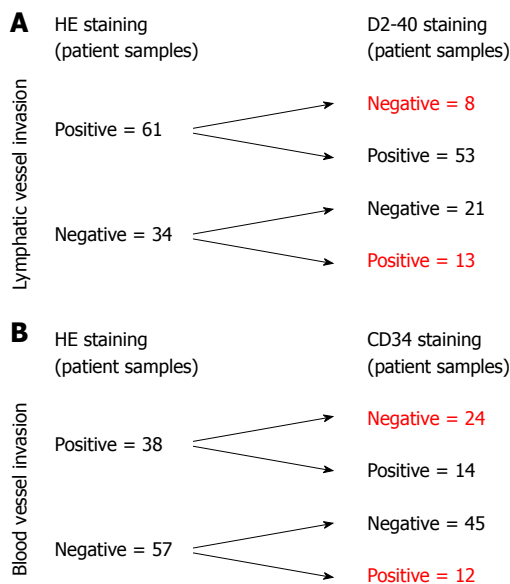 A
HE staining
(patient samples)
D2-40 staining
(patient samples)
Lymphatic vessel invasion
Positive = 61
Negative = 8
Positive = 53
Negative = 34
Negative = 21
Positive = 13
B
HE staining
(patient samples)
CD34 staining
(patient samples)
Blood vessel invasion
Positive = 38
Negative = 24
Positive = 14
Negative = 57
Negative = 45
Positive = 12